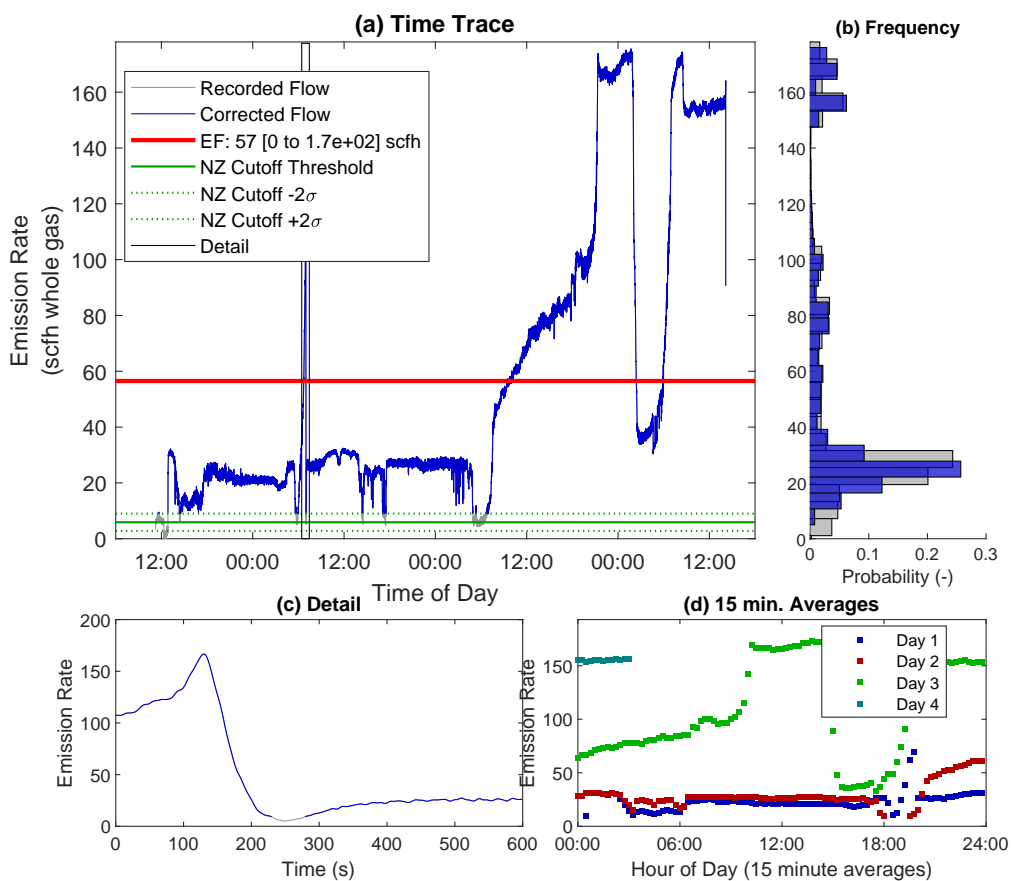 (a) Time Trace
Emission Rate
(scfh whole gas)
160
140
120
100
80
60
40
20
0
Recorded Flow
Corrected Flow
EF: 57 [0 to 1.7e+02] scfh
NZ Cutoff Threshold
NZ Cutoff -2σ
NZ Cutoff +2σ
Detail
12:00 00:00 12:00 00:00 12:00 00:00 12:00
Time of Day
(b) Frequency
160
140
120
100
80
60
40
20
0
0 0.1 0.2 0.3
Probability (-)
(c) Detail
Emission Rate
200
150
100
50
0
0 100 200 300 400 500 600
Time (s)
(d) 15 min. Averages
Emission Rate
150
100
50
0
Day 1
Day 2
Day 3
Day 4
00:00 06:00 12:00 18:00 24:00
Hour of Day (15 minute averages)